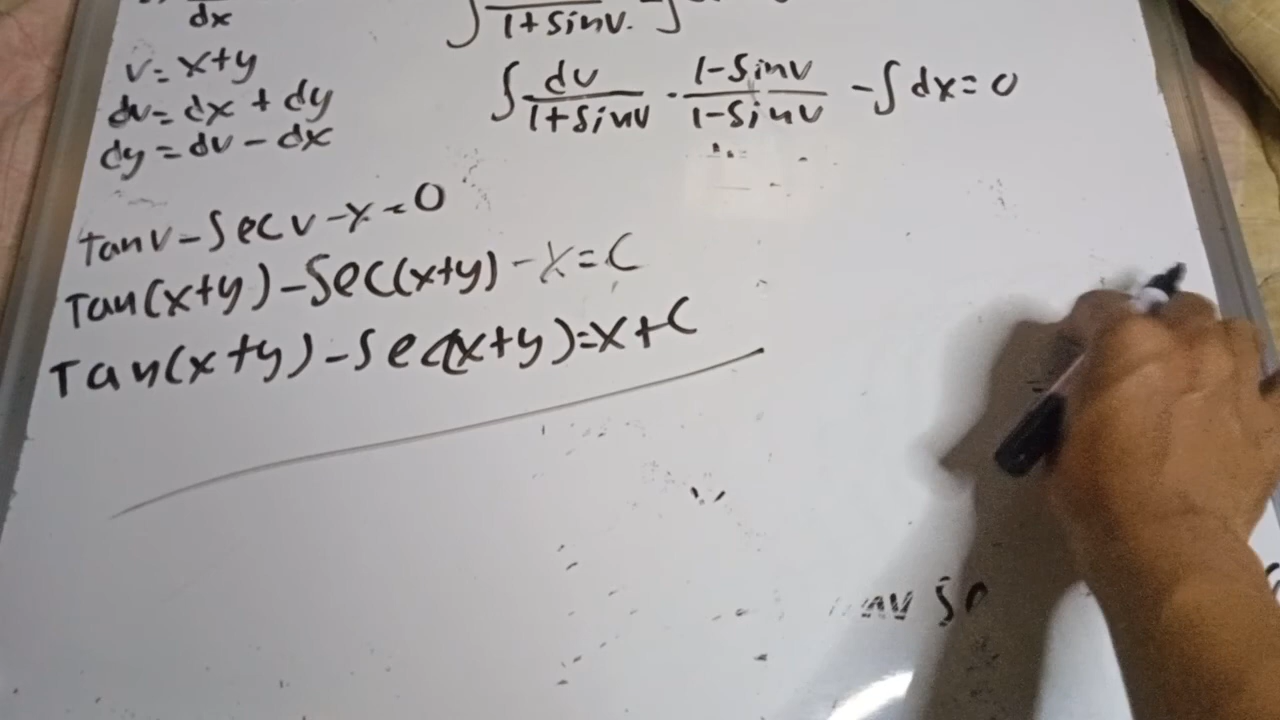 dx
1 + sinv.
v = x+y
dv = dx + dy
dy = dv - dx
∫ dv/(1+sinv) · (1-sinv)/(1-sinv) - ∫ dx = 0
Tanv - Secv - x = 0
Tan(x+y) - Sec(x+y) - x = C
Tan(x+y) - Sec(x+y) = x + C